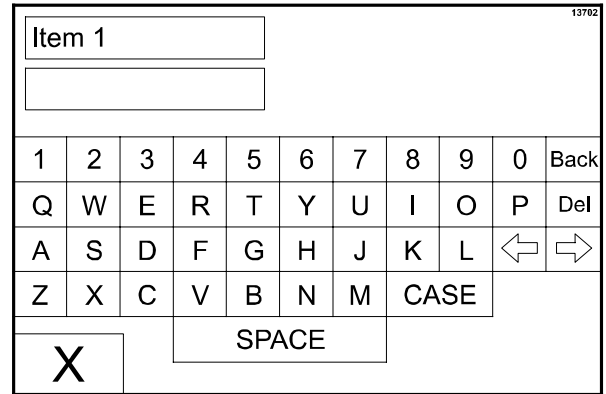 13702
Item 1
1 2 3 4 5 6 7 8 9 0 Back
Q W E R T Y U I O P Del
A S D F G H J K L
Z X C V B N M CASE
SPACE
X